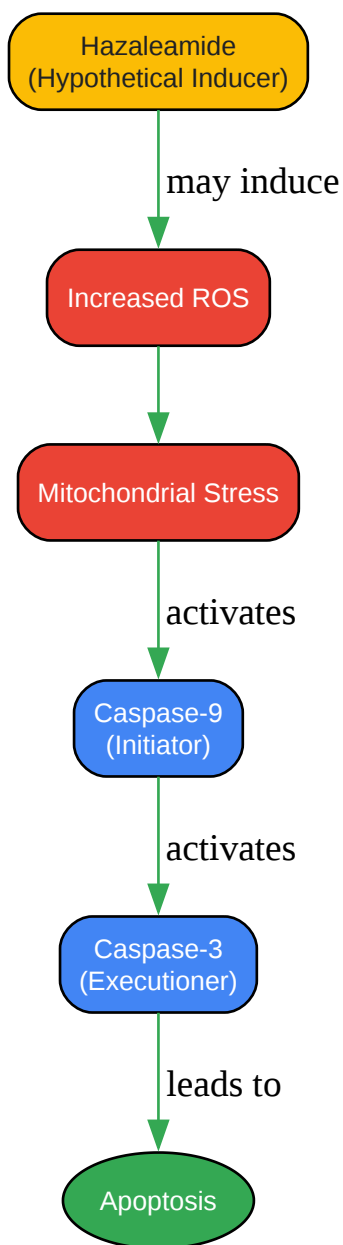 Hazaleamide
(Hypothetical Inducer)
may induce
Increased ROS
Mitochondrial Stress
activates
Caspase-9
(Initiator)
activates
Caspase-3
(Executioner)
leads to
Apoptosis